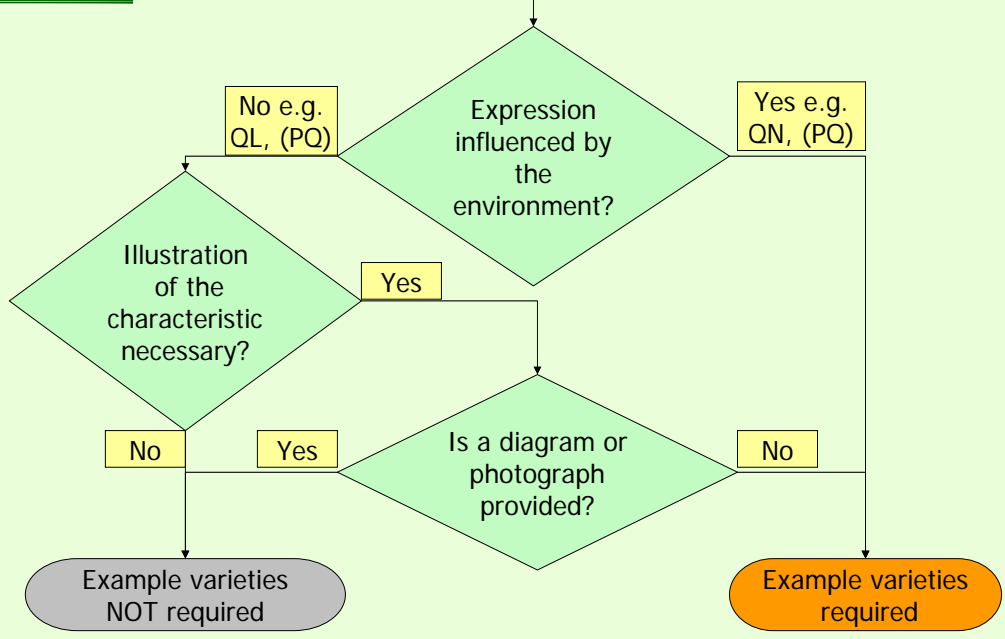 Expression
influenced by
the
environment?
No e.g.
QL, (PQ)
Yes e.g.
QN, (PQ)
Illustration
of the
characteristic
necessary?
Yes
No
Is a diagram or
photograph
provided?
Yes
No
Example varieties
NOT required
Example varieties
required